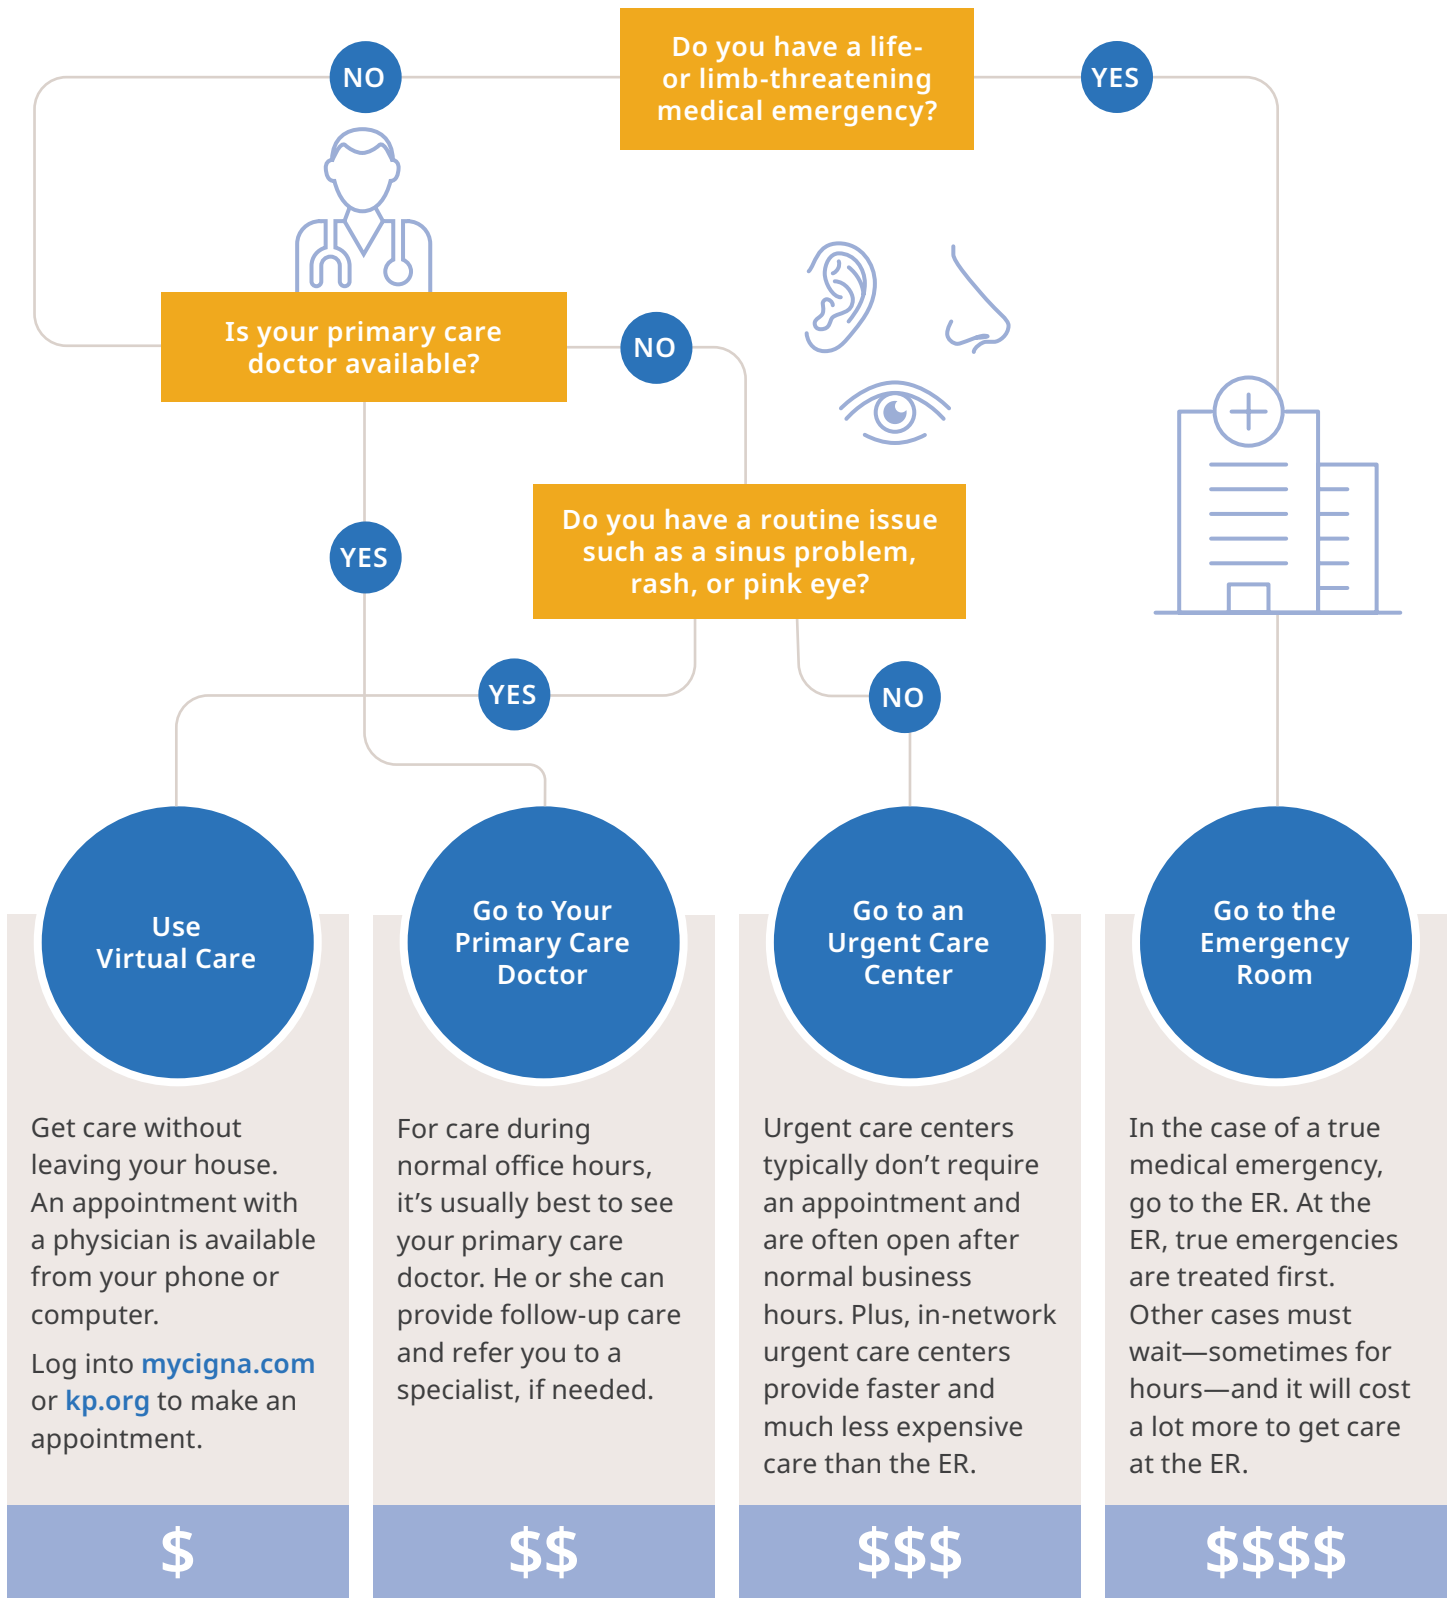 Do you have a life-
or limb-threatening
medical emergency?
NO
YES
Is your primary care
doctor available?
NO
YES
Do you have a routine issue
such as a sinus problem,
rash, or pink eye?
YES
NO
Use
Virtual Care
Get care without
leaving your house.
An appointment with
a physician is available
from your phone or
computer.
Log into mycigna.com
or kp.org to make an
appointment.
$
Go to Your
Primary Care
Doctor
For care during
normal office hours,
it’s usually best to see
your primary care
doctor. He or she can
provide follow-up care
and refer you to a
specialist, if needed.
$$
Go to an
Urgent Care
Center
Urgent care centers
typically don’t require
an appointment and
are often open after
normal business
hours. Plus, in-network
urgent care centers
provide faster and
much less expensive
care than the ER.
$$$
Go to the
Emergency
Room
In the case of a true
medical emergency,
go to the ER. At the
ER, true emergencies
are treated first.
Other cases must
wait—sometimes for
hours—and it will cost
a lot more to get care
at the ER.
$$$$